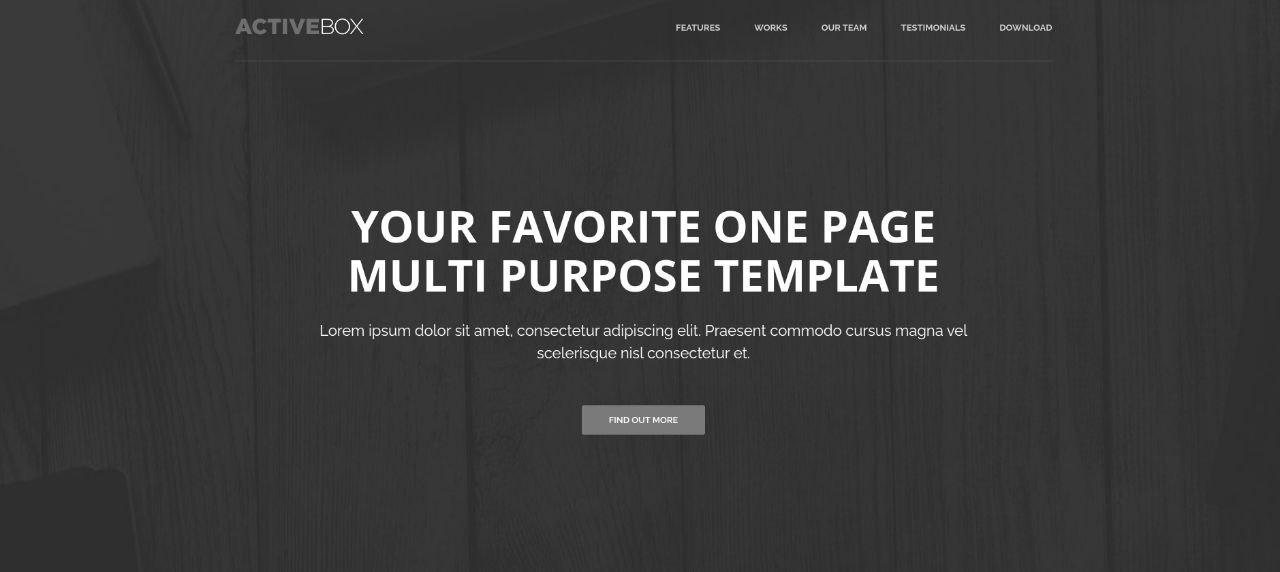 ACTIVEBOX
FEATURES WORKS OUR TEAM TESTIMONIALS DOWNLOAD
YOUR FAVORITE ONE PAGE
MULTI PURPOSE TEMPLATE
Lorem ipsum dolor sit amet, consectetur adipiscing elit. Praesent commodo cursus magna vel
scelerisque nisl consectetur et.
FIND OUT MORE